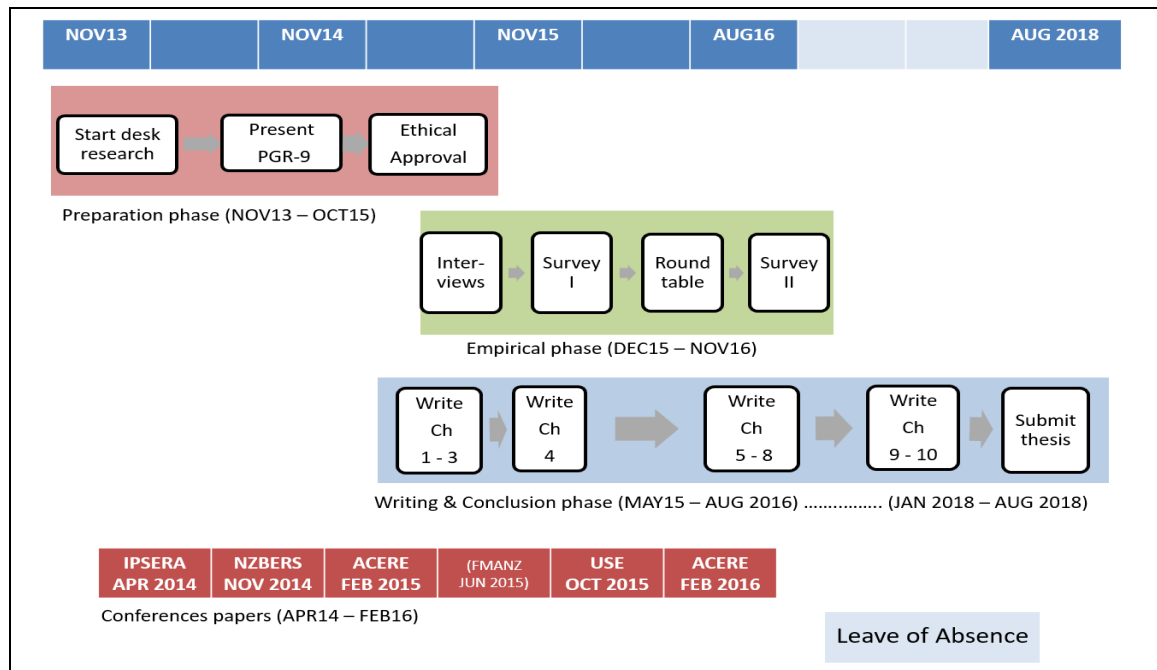 NOV13 NOV14 NOV15 AUG16 AUG 2018
Start desk
research
Present
PGR-9
Ethical
Approval
Preparation phase (NOV13 – OCT15)
Inter-
views
Survey
I
Round
table
Survey
II
Empirical phase (DEC15 – NOV16)
Write
Ch
1 - 3
Write
Ch
4
Write
Ch
5 - 8
Write
Ch
9 - 10
Submit
thesis
Writing & Conclusion phase (MAY15 – AUG 2016) ……..…….. (JAN 2018 – AUG 2018)
IPSERA
APR 2014
NZBERS
NOV 2014
ACERE
FEB 2015
(FMANZ
JUN 2015)
USE
OCT 2015
ACERE
FEB 2016
Conferences papers (APR14 – FEB16)
Leave of Absence